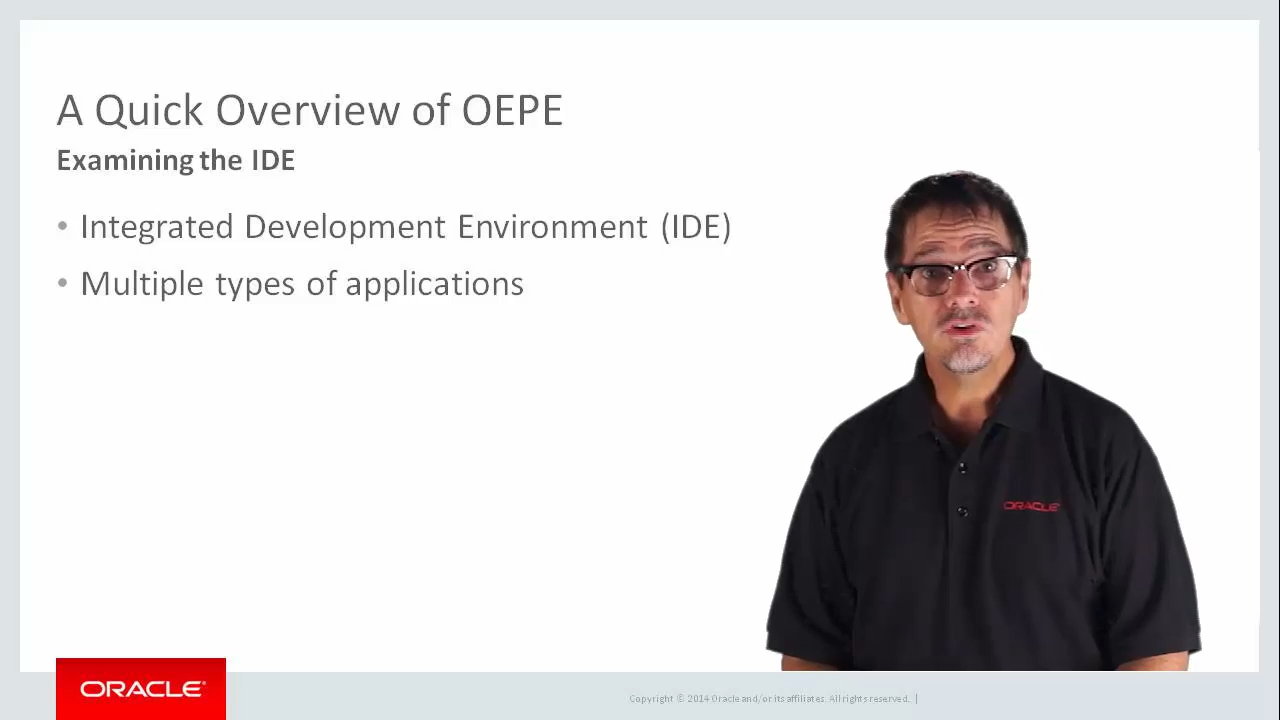 A Quick Overview of OEPE
Examining the IDE
• Integrated Development Environment (IDE)
• Multiple types of applications
ORACLE
ORACLE®
Copyright © 2014 Oracle and/or its affiliates. All rights reserved. |